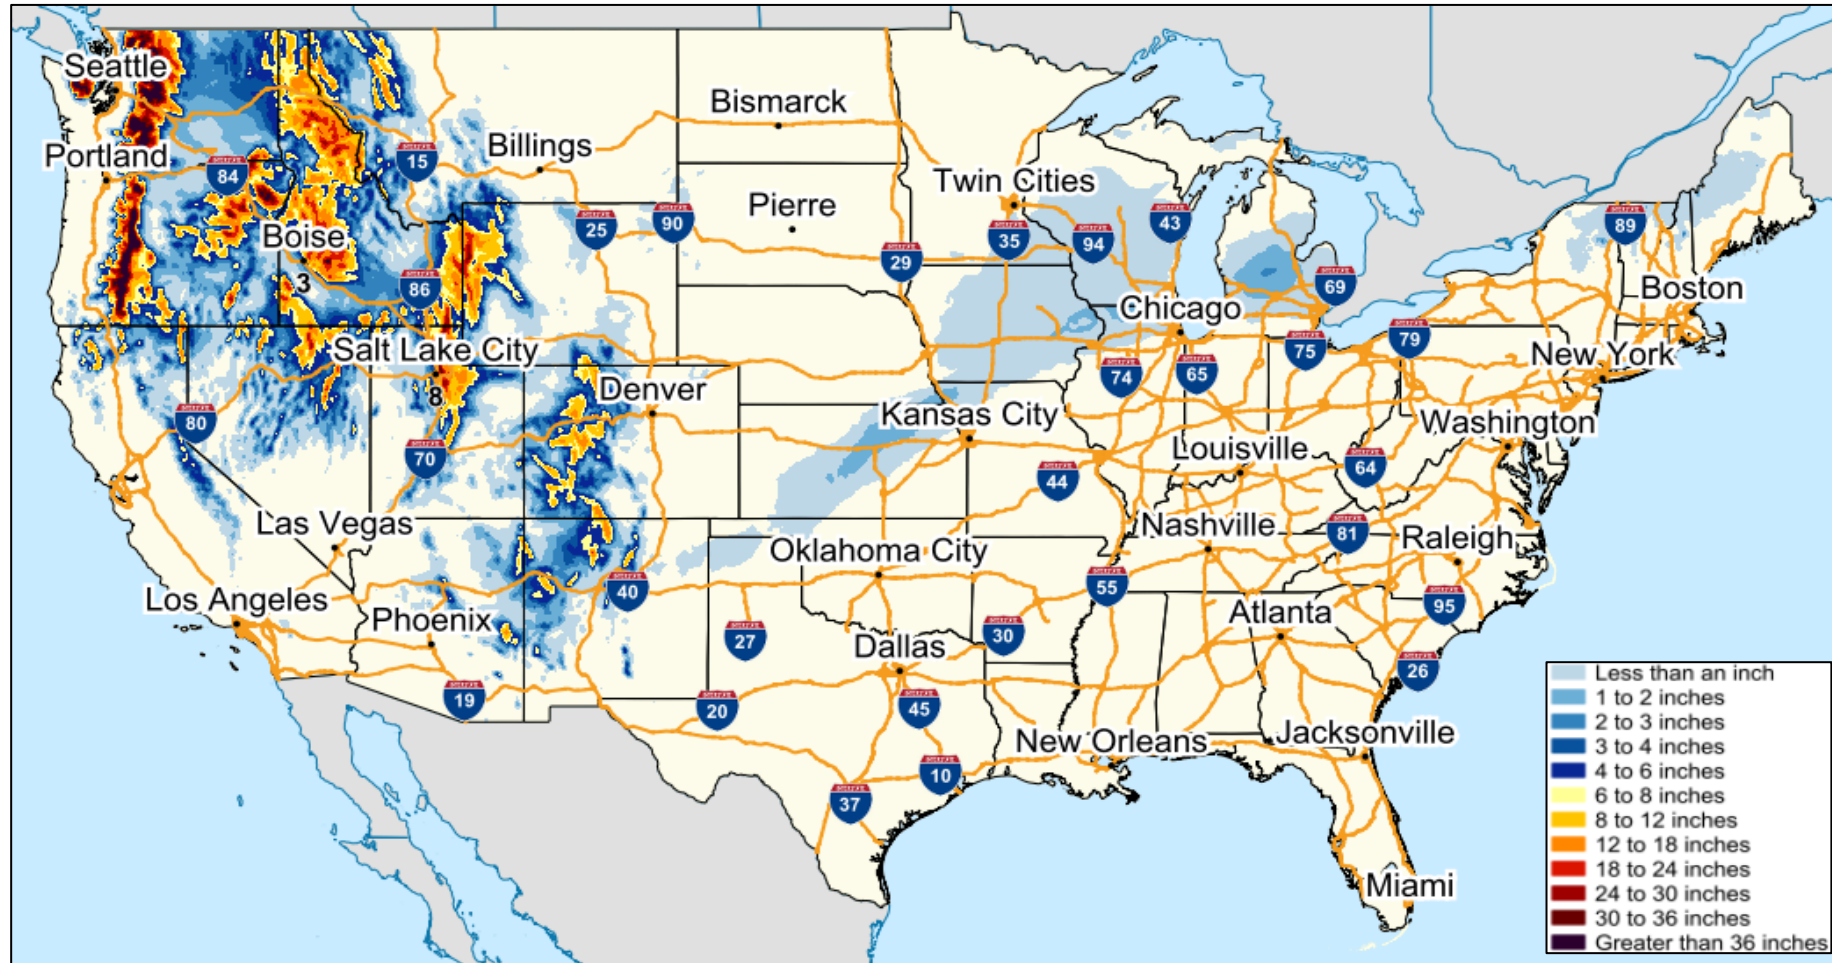 Seattle
Bismarck
Billings
Portland
15
84
Twin Cities
Pierre
89
25
90
43
35
94
Boise
29
3
86
69
Boston
Chicago
79
Salt Lake City
75
New York
74
65
Denver
8
Kansas City
80
Washington
Louisville
70
64
44
Las Vegas
Nashville
81
Raleigh
Oklahoma City
55
40
Los Angeles
95
Phoenix
Atlanta
27
30
Dallas
26
19
20
45
Jacksonville
New Orleans
10
37
Miami
Less than an inch
1 to 2 inches
2 to 3 inches
3 to 4 inches
4 to 6 inches
6 to 8 inches
8 to 12 inches
12 to 18 inches
18 to 24 inches
24 to 30 inches
30 to 36 inches
Greater than 36 inches